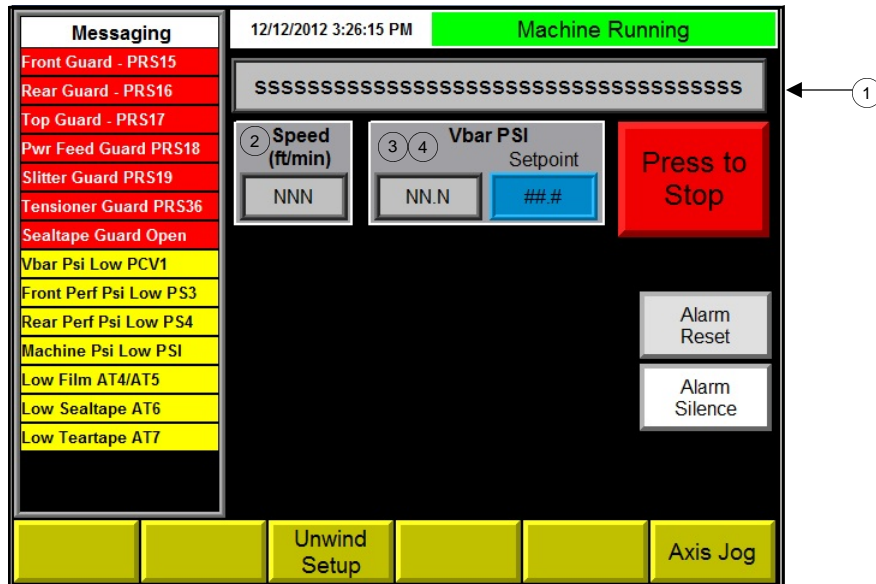 Messaging
Front Guard - PRS15
Rear Guard - PRS16
Top Guard - PRS17
Pwr Feed Guard PRS18
Slitter Guard PRS19
Tensioner Guard PRS36
Sealtape Guard Open
Vbar Psi Low PCV1
Front Perf Psi Low PS3
Rear Perf Psi Low PS4
Machine Psi Low PSI
Low Film AT4/AT5
Low Sealtape AT6
Low Teartape AT7
12/12/2012 3:26:15 PM
Machine Running
SSSSSSSSSSSSSSSSSSSSSSSSSSSSSSSSSSSSS
1
2
Speed
(ft/min)
NNN
3 4
Vbar PSI
Setpoint
NN.N
##.#
Press to
Stop
Alarm
Reset
Alarm
Silence
Unwind
Setup
Axis Jog